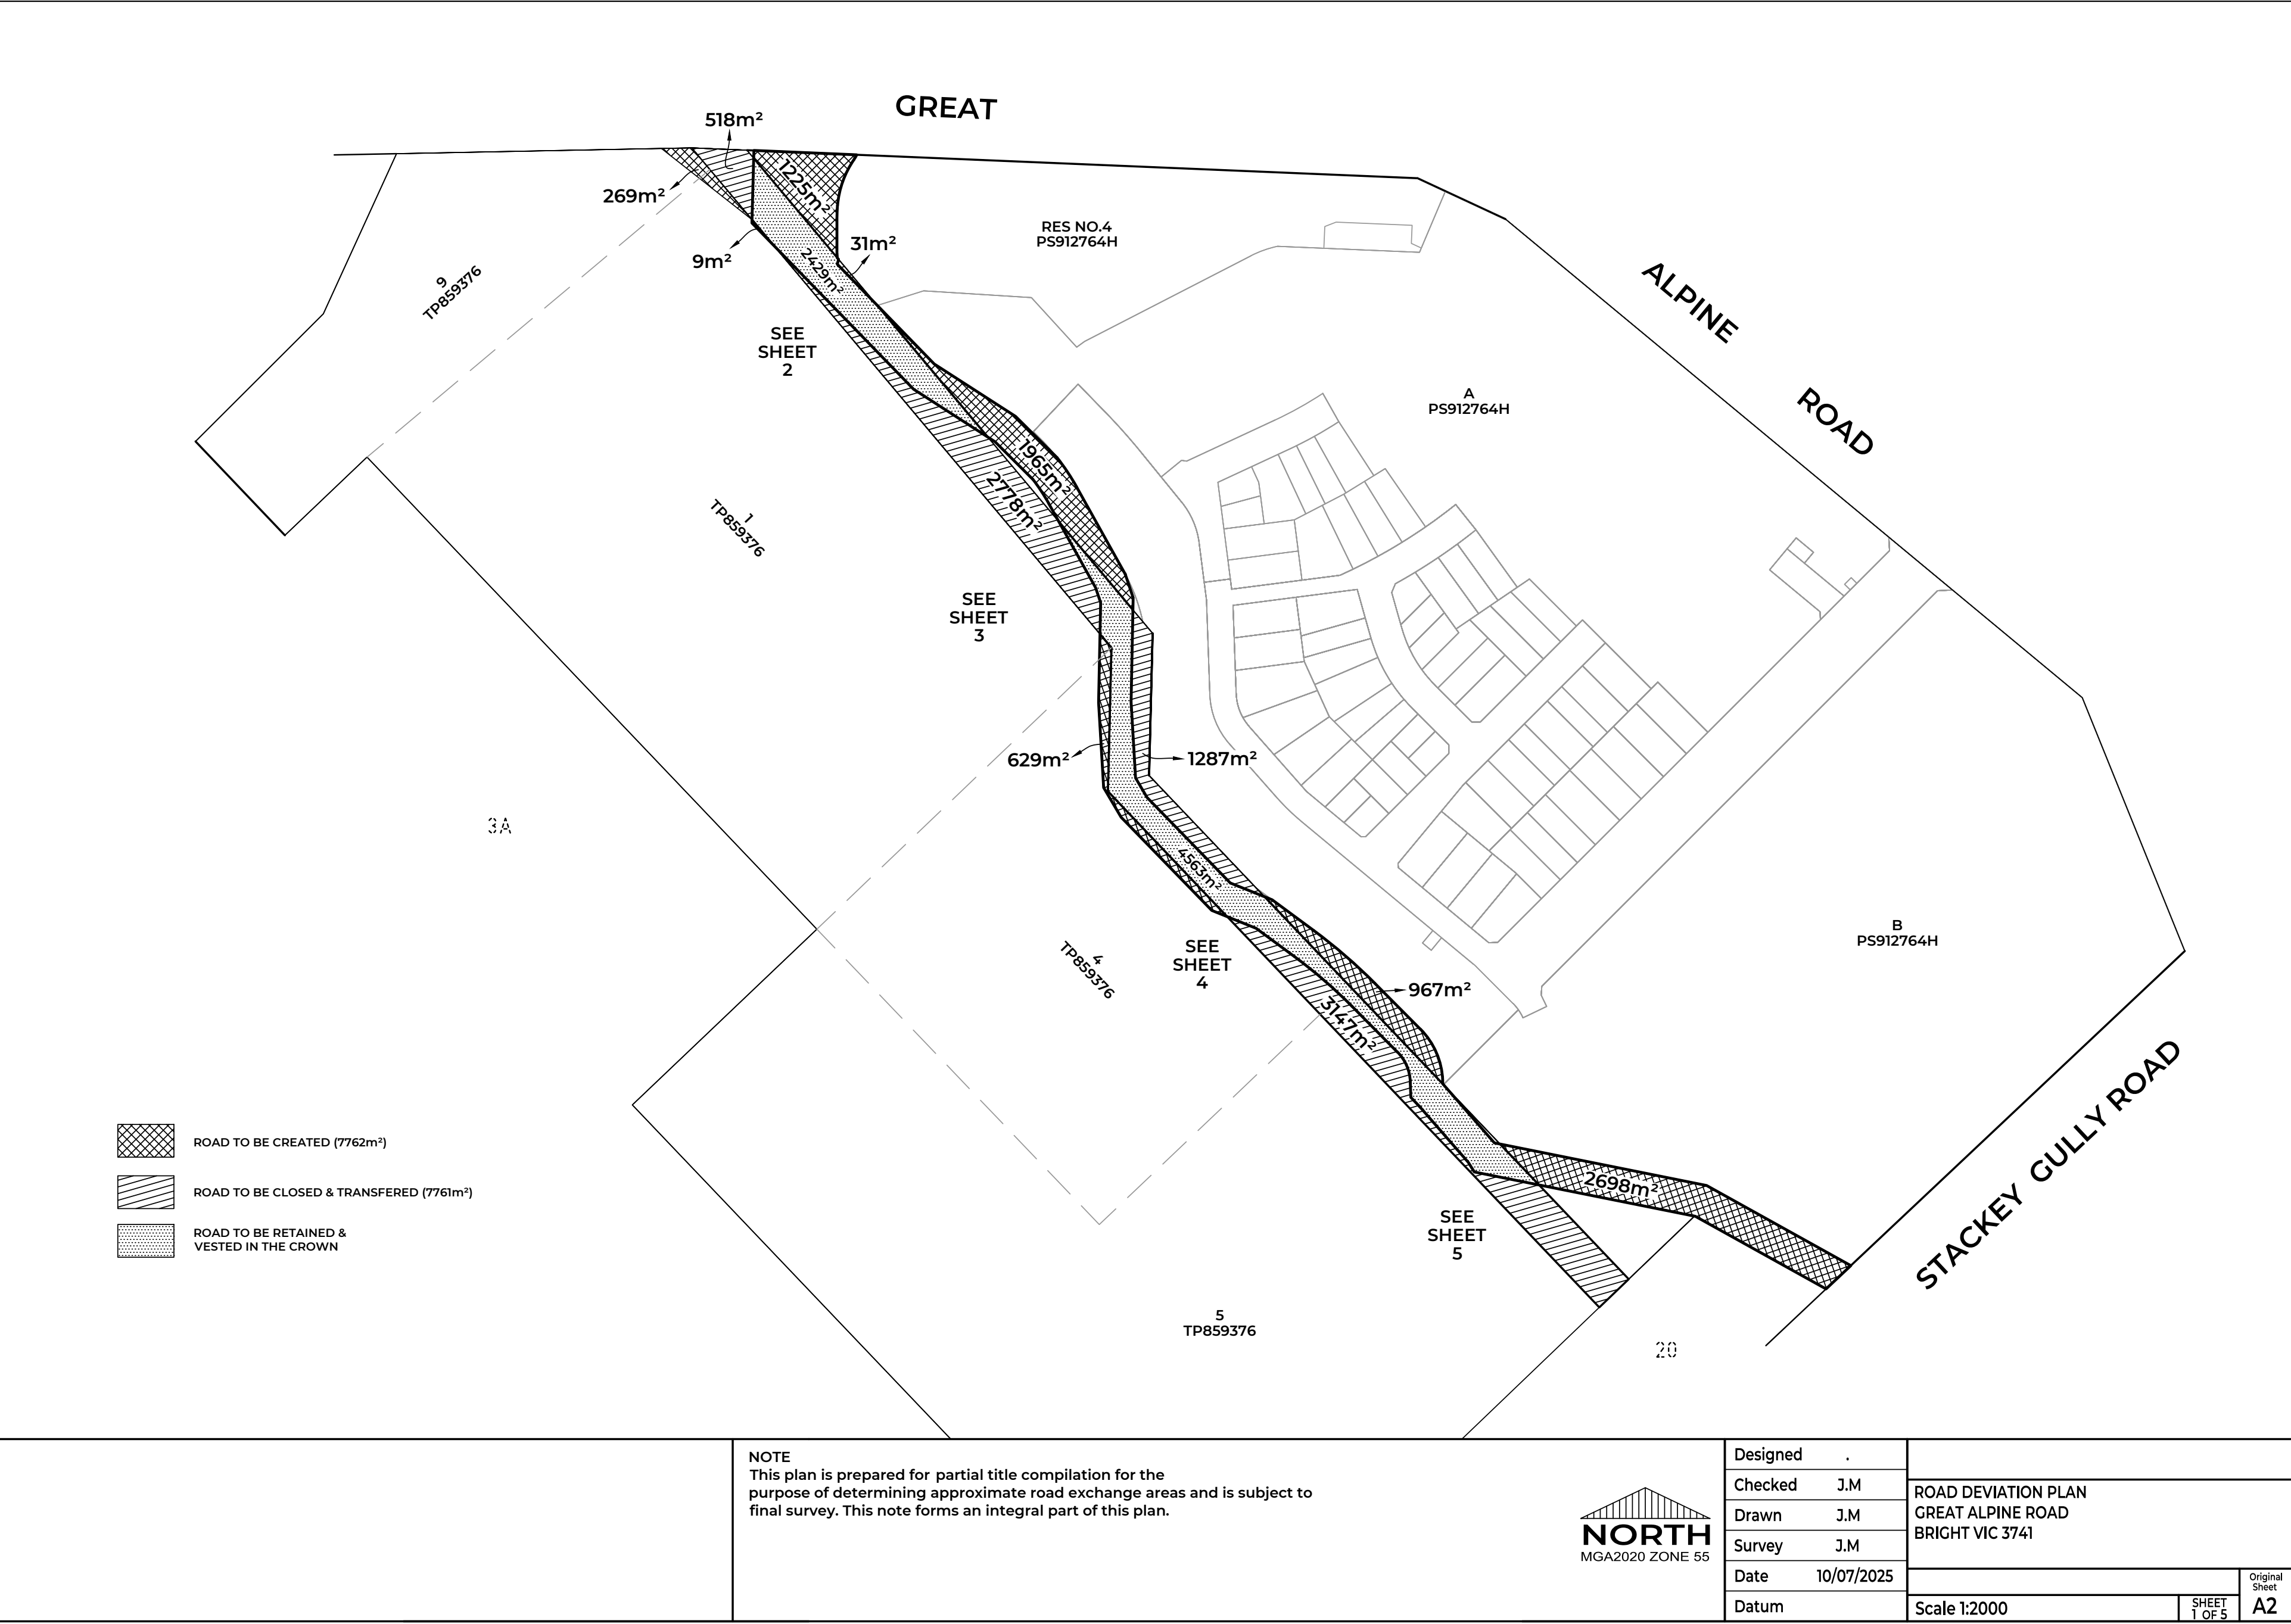 GREAT
518m²
1225m²
269m²
RES NO.4
PS912764H
31m²
9m²
2429m²
ALPINE
9
TP859376
SEE
SHEET
2
A
PS912764H
ROAD
1965m²
2778m²
1
TP859376
SEE
SHEET
3
629m²
1287m²
3A
4563m²
B
PS912764H
4
TP859376
SEE
SHEET
4
967m²
3147m²
STACKEY GULLY ROAD
ROAD TO BE CREATED (7762m²)
2698m²
ROAD TO BE CLOSED & TRANSFERED (7761m²)
ROAD TO BE RETAINED &
VESTED IN THE CROWN
SEE
SHEET
5
5
TP859376
20
NOTE
This plan is prepared for partial title compilation for the
purpose of determining approximate road exchange areas and is subject to
final survey. This note forms an integral part of this plan.
NORTH
MGA2020 ZONE 55
Designed .
Checked J.M
Drawn J.M
Survey J.M
Date 10/07/2025
Datum
ROAD DEVIATION PLAN
GREAT ALPINE ROAD
BRIGHT VIC 3741
Scale 1:2000
SHEET
1 OF 5
Original
Sheet
A2